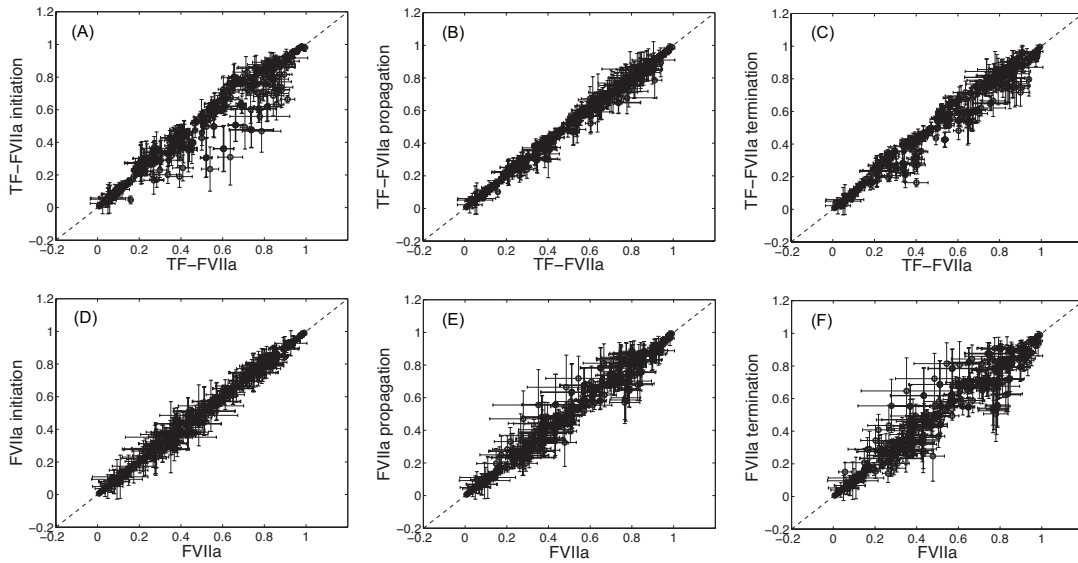 (A)
TF−FVIIa initiation
1.2
1
0.8
0.6
0.4
0.2
0
−0.2
−0.2 0 0.2 0.4 0.6 0.8 1
TF−FVIIa
(B)
TF−FVIIa propagation
1.2
1
0.8
0.6
0.4
0.2
0
−0.2
−0.2 0 0.2 0.4 0.6 0.8 1
TF−FVIIa
(C)
TF−FVIIa termination
1.2
1
0.8
0.6
0.4
0.2
0
−0.2
−0.2 0 0.2 0.4 0.6 0.8 1
TF−FVIIa
(D)
FVIIa initiation
1.2
1
0.8
0.6
0.4
0.2
0
−0.2
−0.2 0 0.2 0.4 0.6 0.8 1
FVIIa
(E)
FVIIa propagation
1.2
1
0.8
0.6
0.4
0.2
0
−0.2
−0.2 0 0.2 0.4 0.6 0.8 1
FVIIa
(F)
FVIIa termination
1.2
1
0.8
0.6
0.4
0.2
0
−0.2
−0.2 0 0.2 0.4 0.6 0.8 1
FVIIa